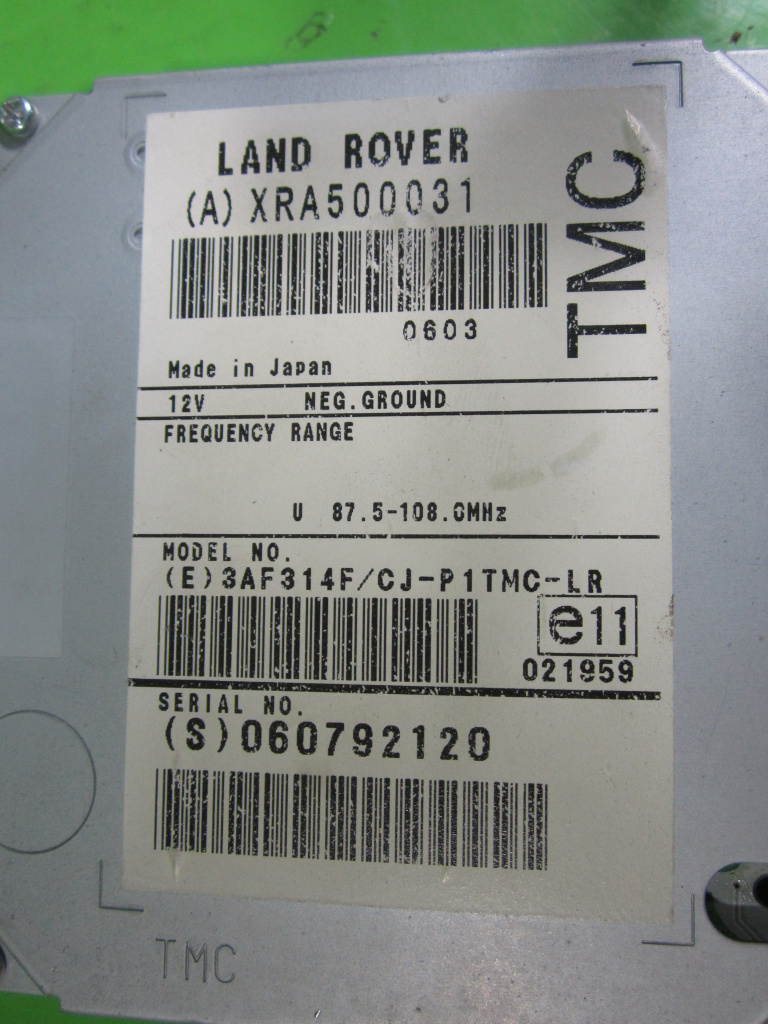 LAND ROVER
(A) XRA500031
TMC
0603
Made in Japan
12V NEG.GROUND
FREQUENCY RANGE
U 87.5-108.0MHz
MODEL NO.
(E)3AF314F/CJ-P1TMC-LR
e11
021959
SERIAL NO.
(S)060792120
TMC